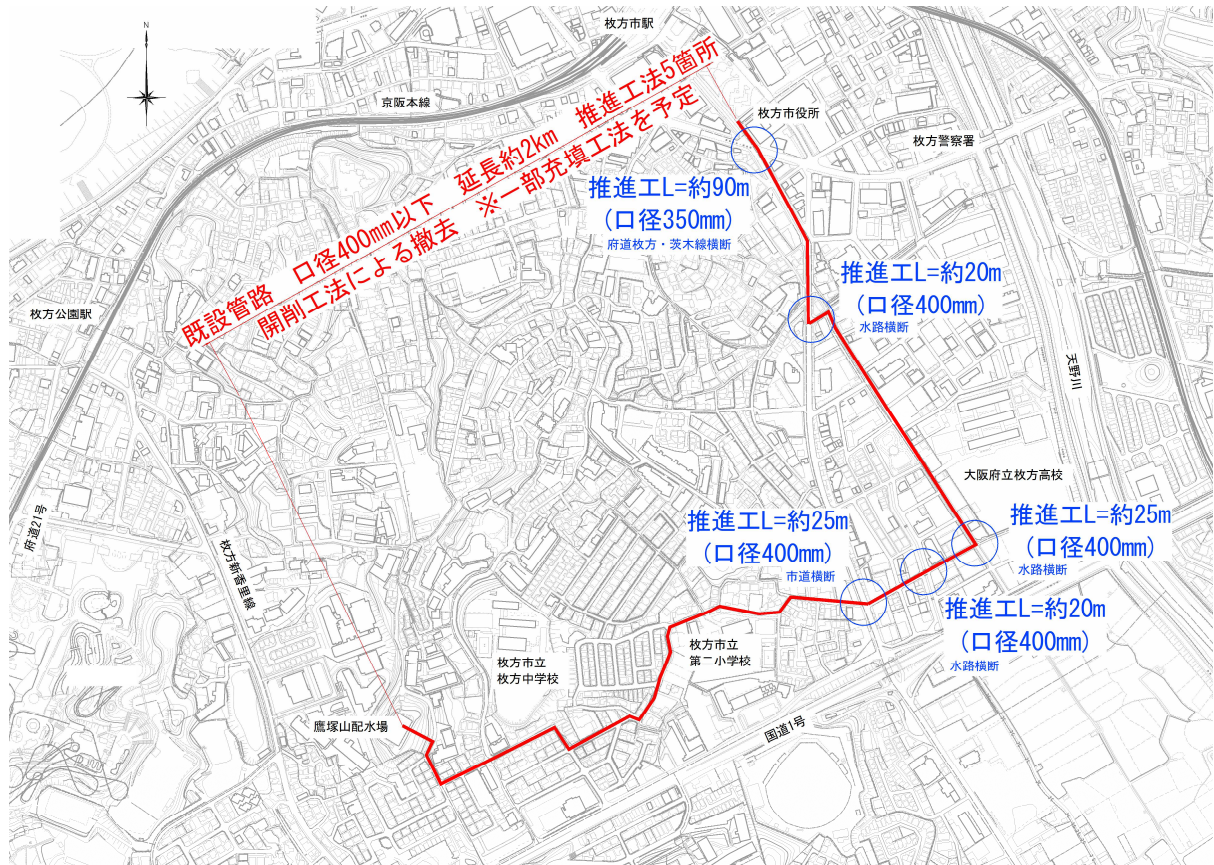 N
枚方市駅
京阪本線
枚方市役所
枚方警察署
既設管路 口径400mm以下 延長約2km 推進工法5箇所
開削工法による撤去 ※一部充填工法を予定
推進工L=約90m
(口径350mm)
府道枚方・茨木線横断
推進工L=約20m
(口径400mm)
水路横断
枚方公園駅
天野川
大阪府立枚方高校
推進工L=約25m
(口径400mm)
市道横断
推進工L=約25m
(口径400mm)
水路横断
府道21号
枚方新香里線
推進工L=約20m
(口径400mm)
水路横断
枚方市立
枚方中学校
枚方市立
第二小学校
鷹塚山配水場
国道1号